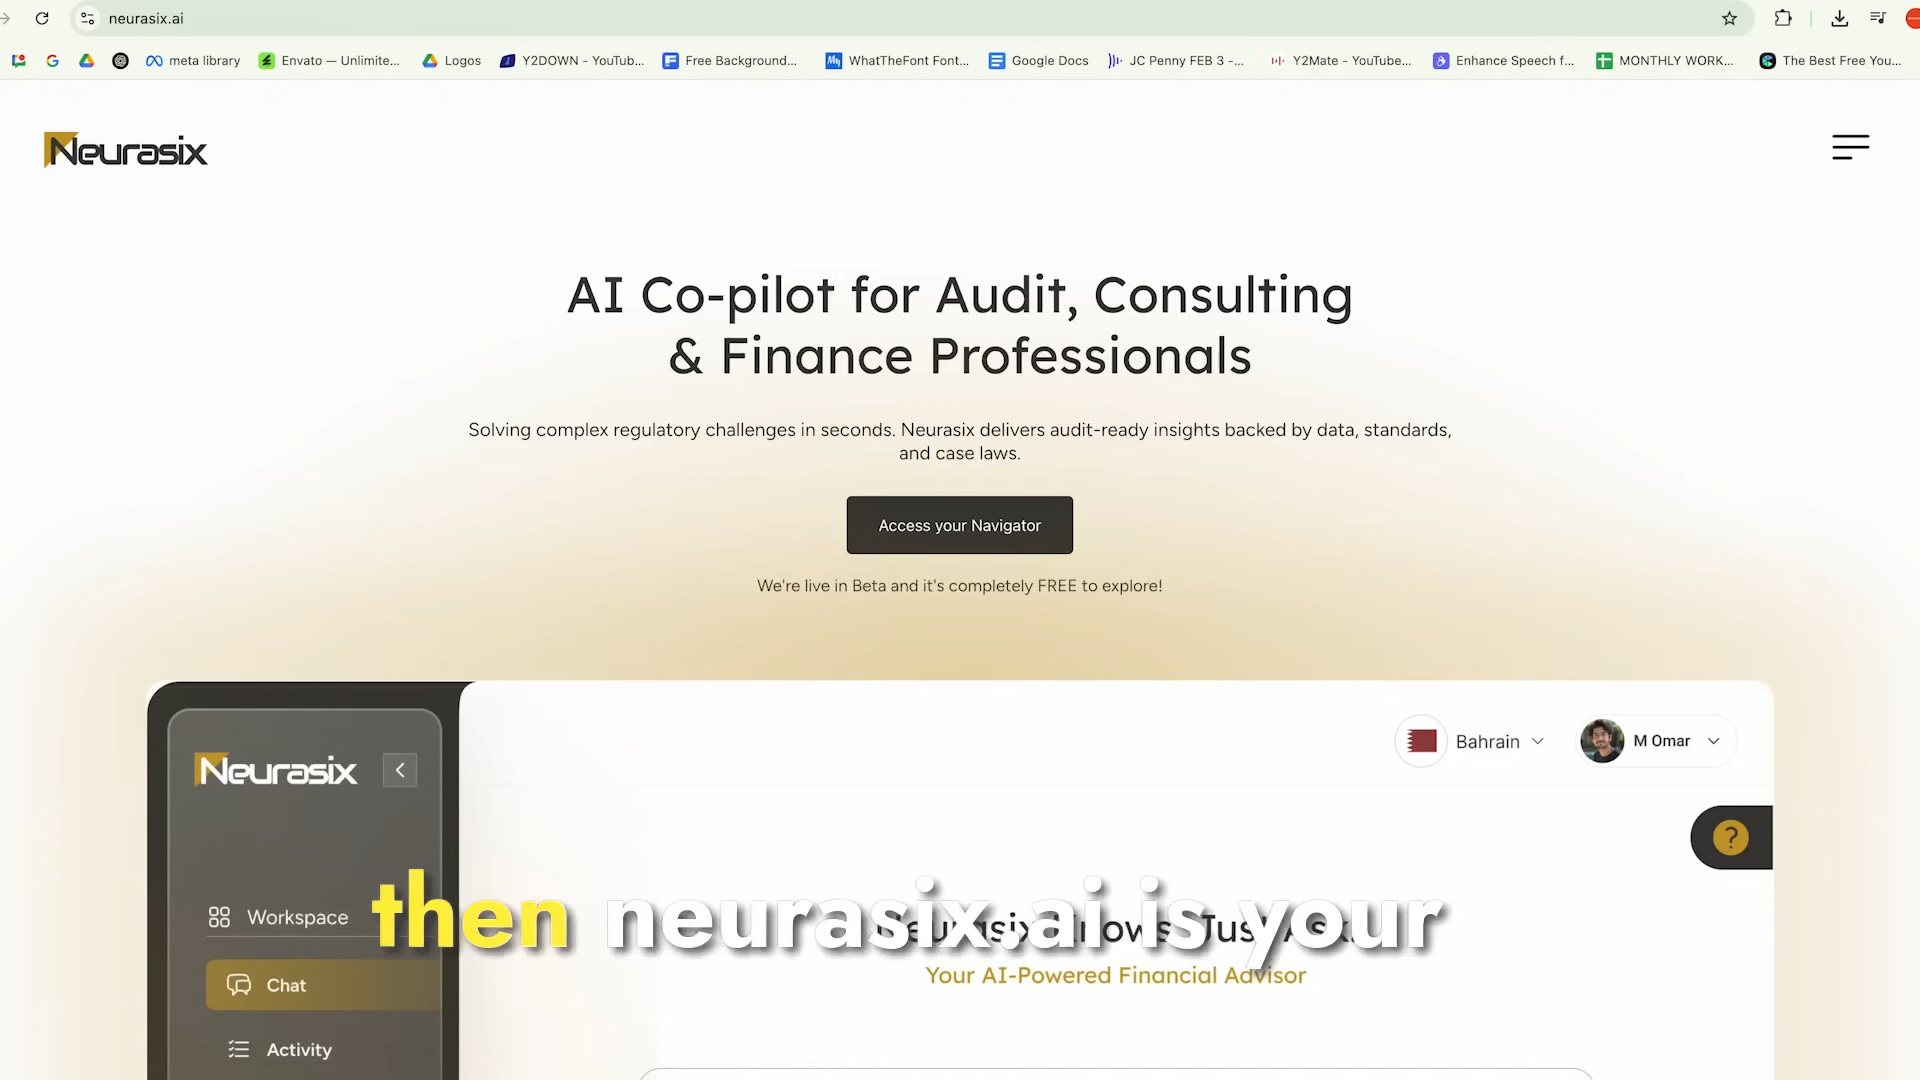 neurasix.ai
meta library
Envato — Unlimite...
Logos
Y2DOWN - YouTub...
Free Background...
WhatTheFont Font...
Google Docs
JC Penny FEB 3 -...
Y2Mate - YouTube...
Enhance Speech f...
MONTHLY WORK...
The Best Free You...
Neurasix
AI Co-pilot for Audit, Consulting
& Finance Professionals
Solving complex regulatory challenges in seconds. Neurasix delivers audit-ready insights backed by data, standards,
and case laws.
Access your Navigator
We're live in Beta and it's completely FREE to explore!
Neurasix
Bahrain
M Omar
?
Workspace
then neurasix.ai is your
Neurasix Knows. Just Ask.
Your AI-Powered Financial Advisor
Chat
Activity